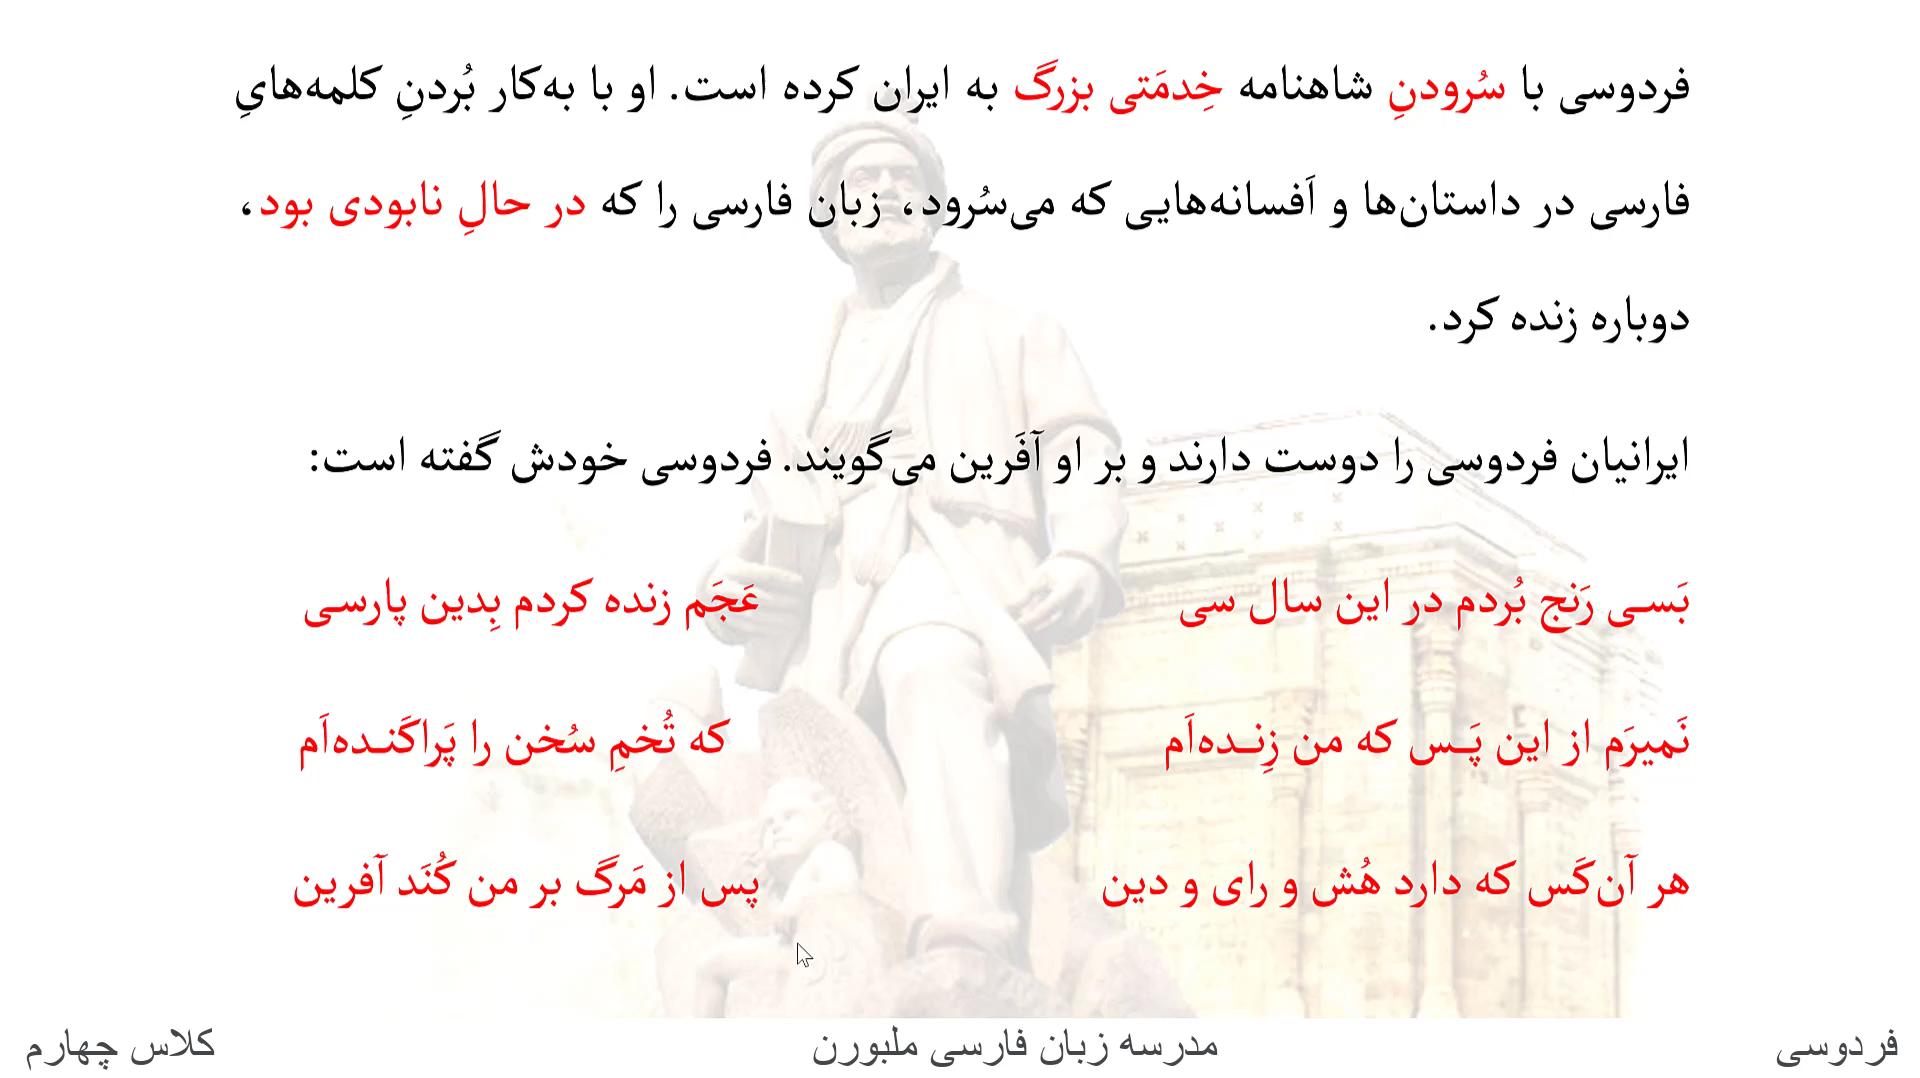 فردوسی با سُرودنِ شاهنامه خِدمَتی بزرگ به ایران کرده است. او با به‌کار بُردنِ کلمه‌هایِ
فارسی در داستان‌ها و اَفسانه‌هایی که می‌سُرود، زبان فارسی را که در حالِ نابودی بود،
دوباره زنده کرد.
ایرانیان فردوسی را دوست دارند و بر او آفَرین می‌گویند. فردوسی خودش گفته است:
بَسی رَنج بُردم در این سال سی عَجَم زنده کردم بِدین پارسی
نَمیرَم از این پَـس که من زِنـده‌اَم که تُخمِ سُخن را پَراکَنـده‌اَم
هر آن‌کَس که دارد هُش و رای و دین پس از مَرگ بر من کُنَد آفرین
فردوسی مدرسه زبان فارسی ملبورن کلاس چهارم